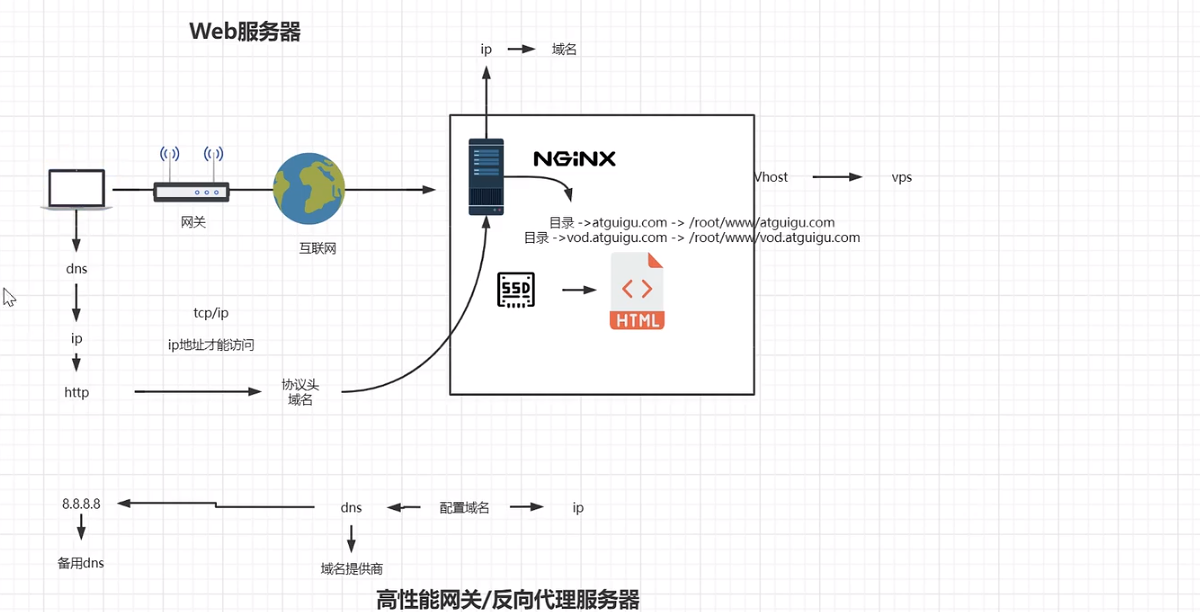 Web服务器
ip
域名
NGINX
Vhost
vps
网关
目录 ->atguigu.com -> /root/www/atguigu.com
目录 ->vod.atguigu.com -> /root/www/vod.atguigu.com
互联网
dns
SSD
HTML
tcp/ip
ip
ip地址才能访问
http
协议头
域名
8.8.8.8
dns
配置域名
ip
备用dns
域名提供商
高性能网关/反向代理服务器